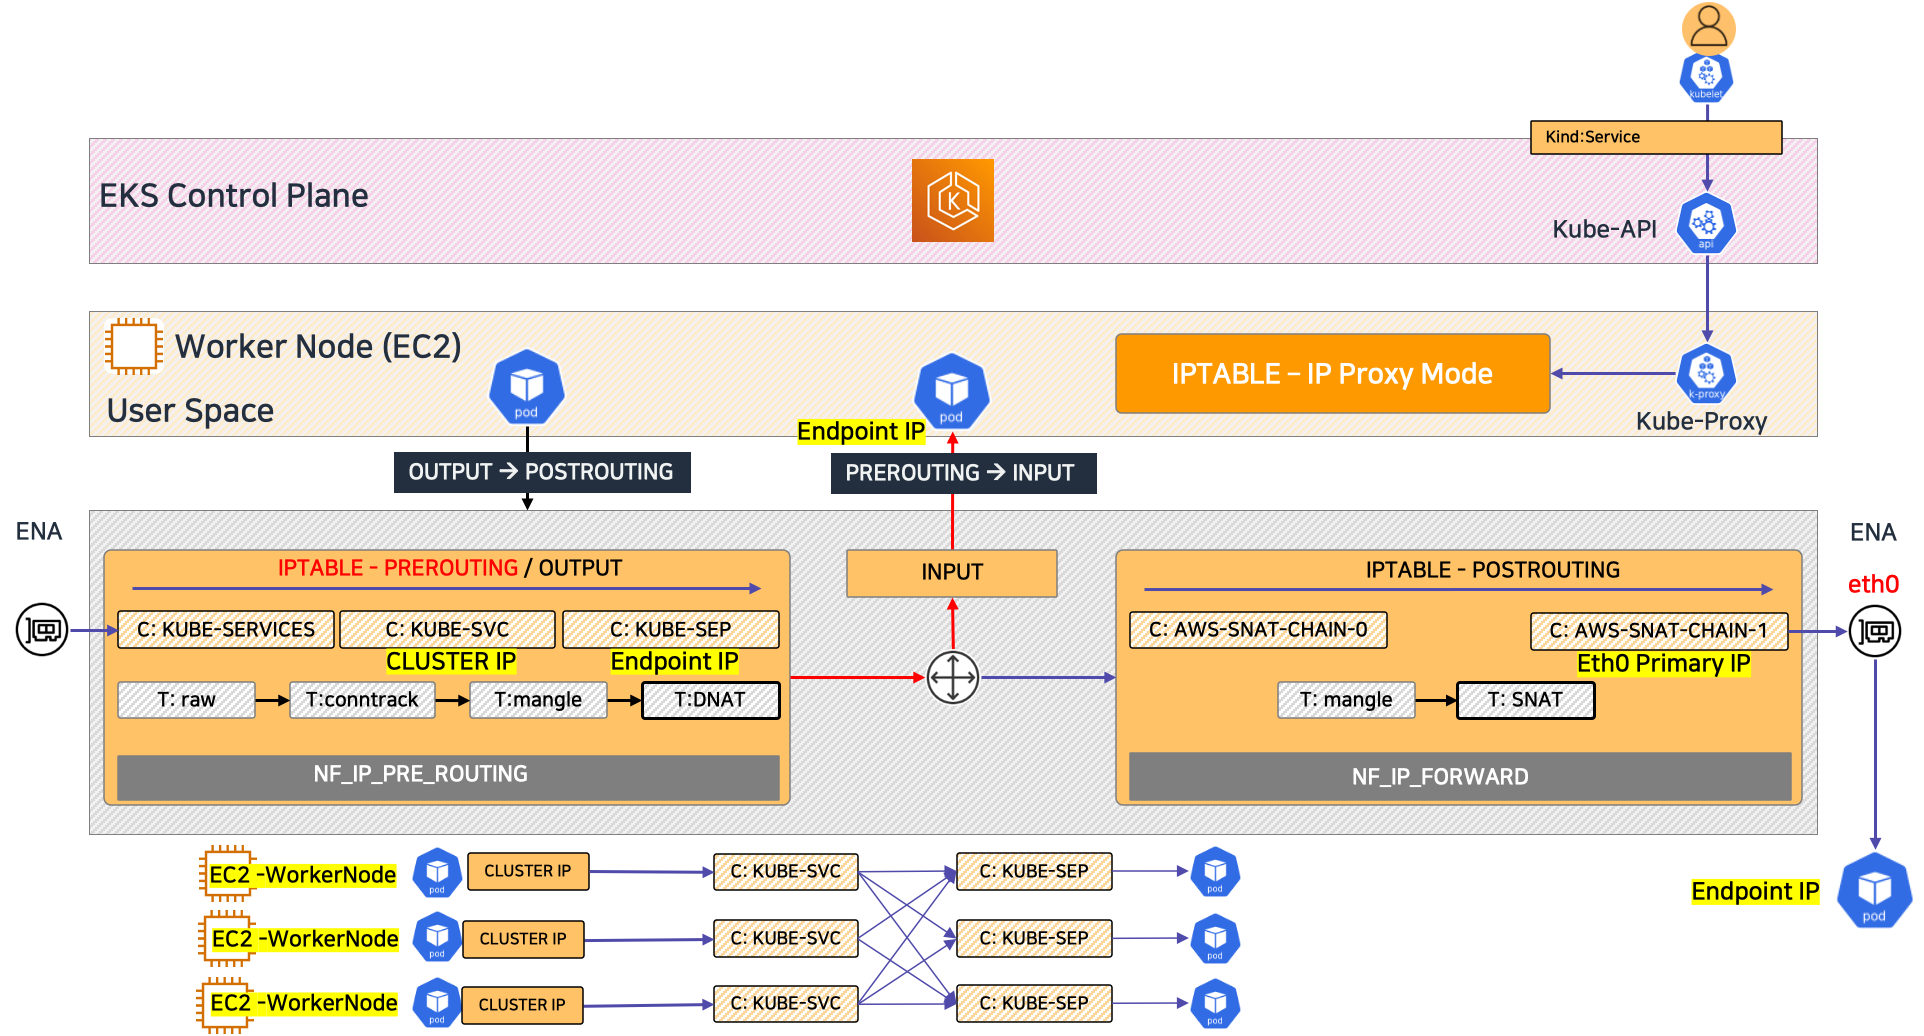 kubelet
Kind:Service
EKS Control Plane
K
Kube-API
api
Worker Node (EC2)
User Space
pod
pod
Endpoint IP
IPTABLE – IP Proxy Mode
k-proxy
Kube-Proxy
OUTPUT → POSTROUTING
PREROUTING → INPUT
ENA
IPTABLE - PREROUTING / OUTPUT
C: KUBE-SERVICES
C: KUBE-SVC
C: KUBE-SEP
CLUSTER IP
Endpoint IP
T: raw
T:conntrack
T:mangle
T:DNAT
NF_IP_PRE_ROUTING
INPUT
IPTABLE - POSTROUTING
C: AWS-SNAT-CHAIN-0
C: AWS-SNAT-CHAIN-1
Eth0 Primary IP
T: mangle
T: SNAT
NF_IP_FORWARD
ENA
eth0
Endpoint IP
pod
EC2 -WorkerNode
pod
CLUSTER IP
C: KUBE-SVC
C: KUBE-SEP
pod
EC2 -WorkerNode
pod
CLUSTER IP
C: KUBE-SVC
C: KUBE-SEP
pod
EC2 -WorkerNode
pod
CLUSTER IP
C: KUBE-SVC
C: KUBE-SEP
pod